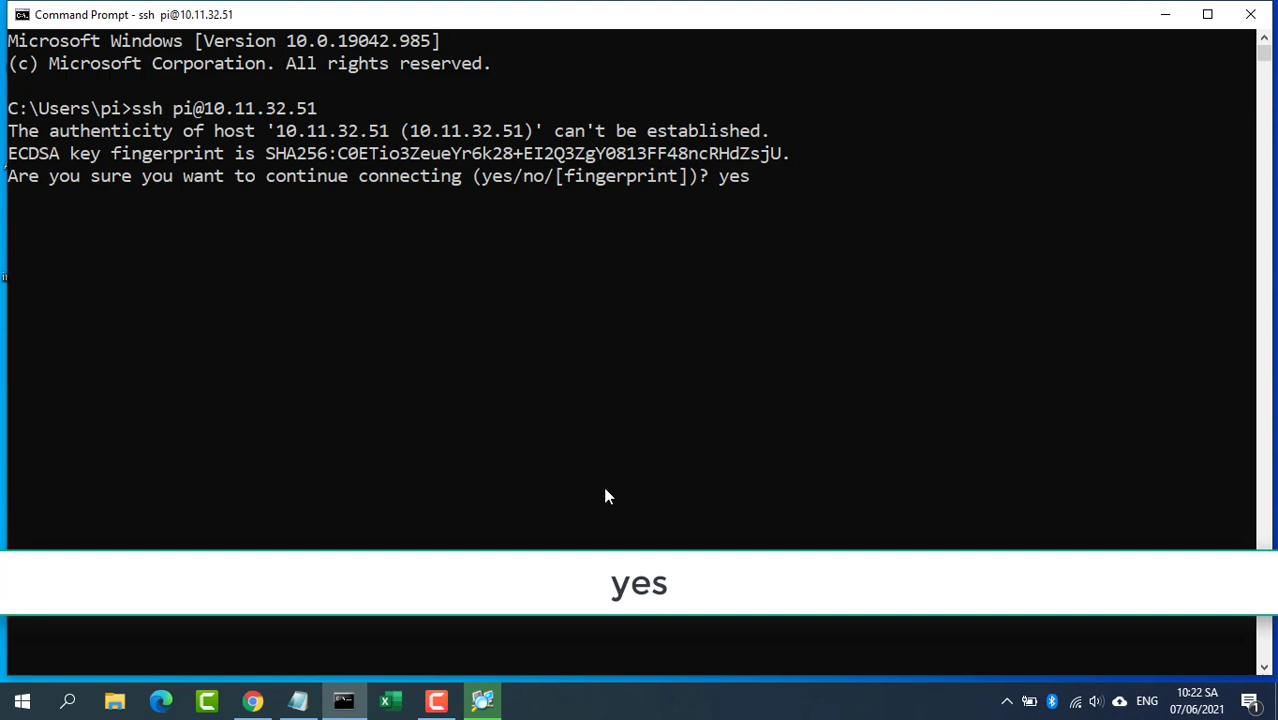 Command Prompt - ssh pi@10.11.32.51
Microsoft Windows [Version 10.0.19042.985]
(c) Microsoft Corporation. All rights reserved.
C:\Users\pi>ssh pi@10.11.32.51
The authenticity of host '10.11.32.51 (10.11.32.51)' can't be established.
ECDSA key fingerprint is SHA256:C0ETio3ZeueYr6k28+EI2Q3ZgY0813FF48ncRHdZsjU.
Are you sure you want to continue connecting (yes/no/[fingerprint])? yes
yes
ENG
10:22 SA
07/06/2021
1